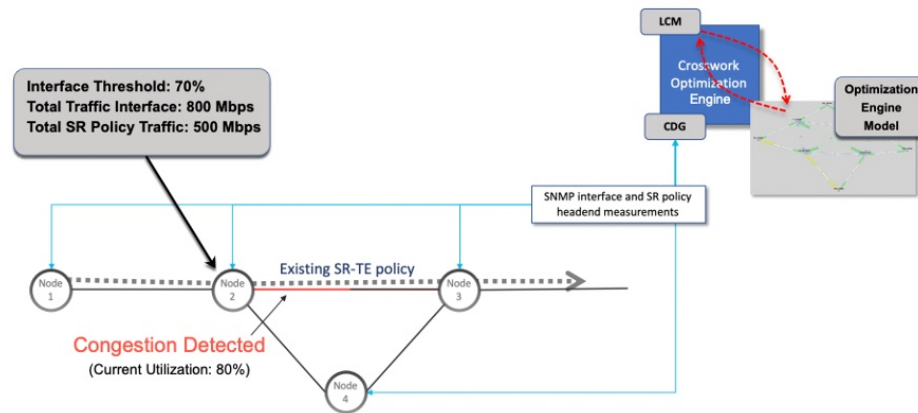 LCM
Crosswork
Optimization
Engine
CDG
Optimization
Engine
Model
Interface Threshold: 70%
Total Traffic Interface: 800 Mbps
Total SR Policy Traffic: 500 Mbps
SNMP interface and SR policy
headend measurements
Existing SR-TE policy
Node
1
Node
2
Node
3
Congestion Detected
(Current Utilization: 80%)
Node
4